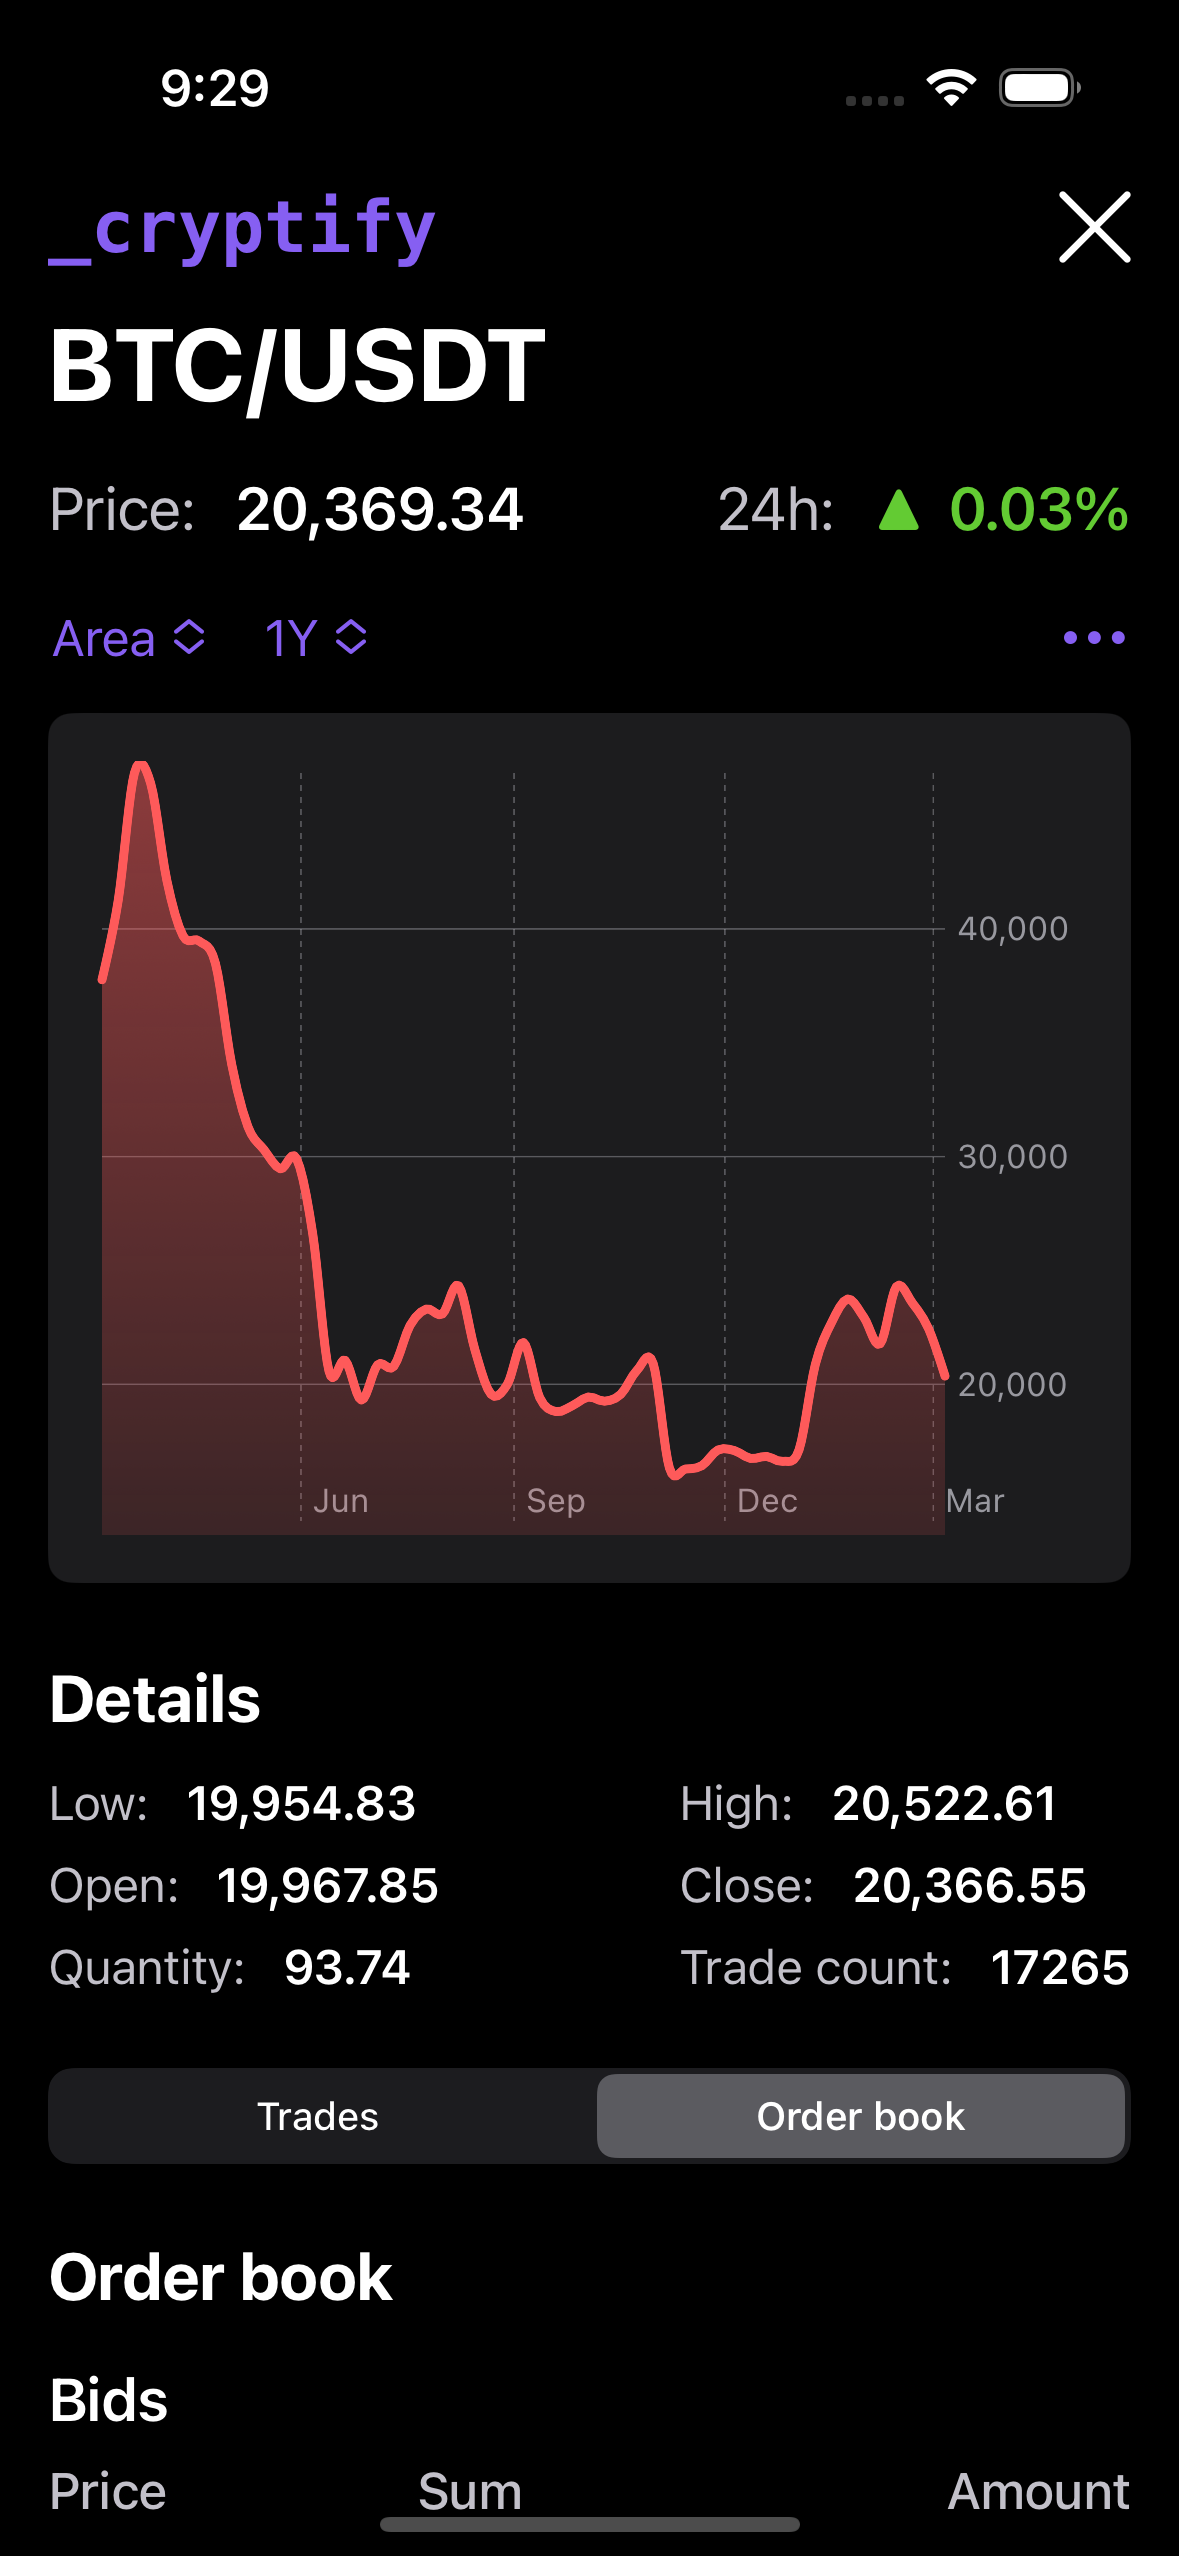 9:29
_cryptify
BTC/USDT
Price: 20,369.34 24h: ▲ 0.03%
Area 1Y
40,000
30,000
20,000
Jun Sep Dec Mar
Details
Low: 19,954.83 High: 20,522.61
Open: 19,967.85 Close: 20,366.55
Quantity: 93.74 Trade count: 17265
Trades Order book
Order book
Bids
Price Sum Amount